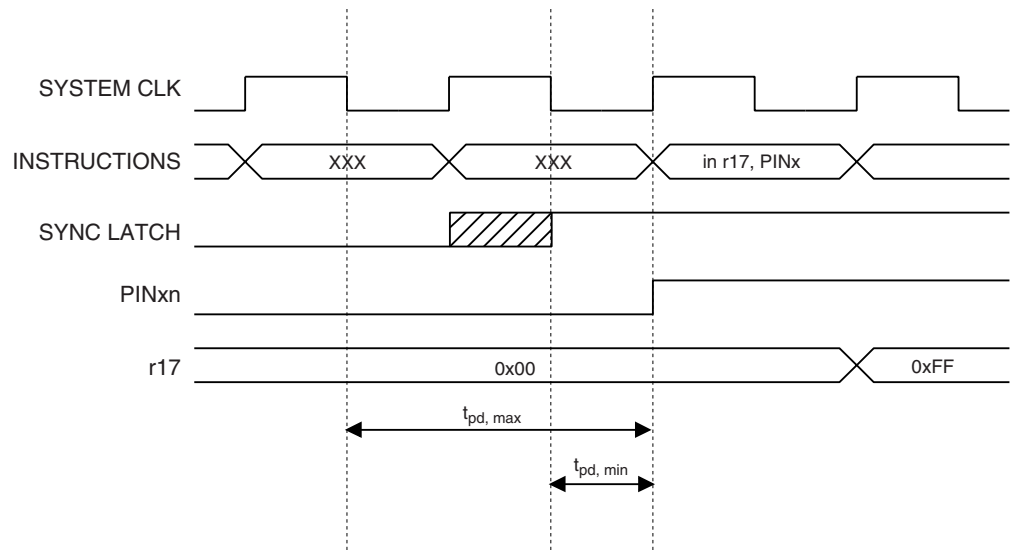 SYSTEM CLK
INSTRUCTIONS XXX XXX in r17, PINx
SYNC LATCH
PINxn
r17 0x00 0xFF
tpd, max
tpd, min